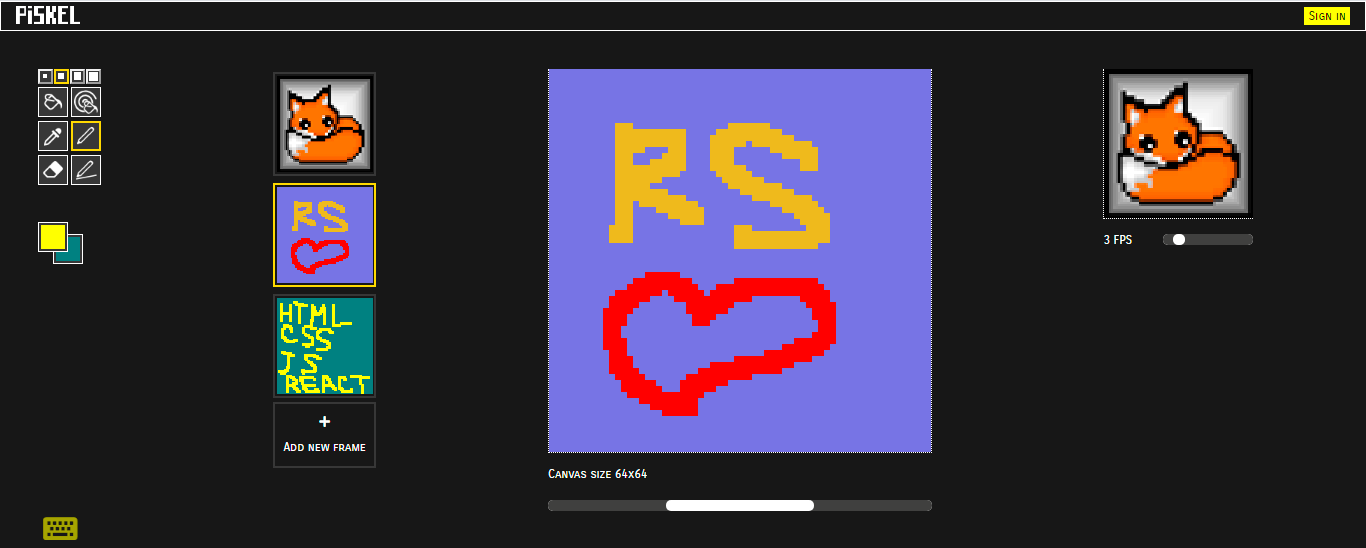 PiSKEL
Sign in
RS
HTML
CSS
JS
REACT
+
Add new frame
RS
Canvas size 64x64
3 FPS